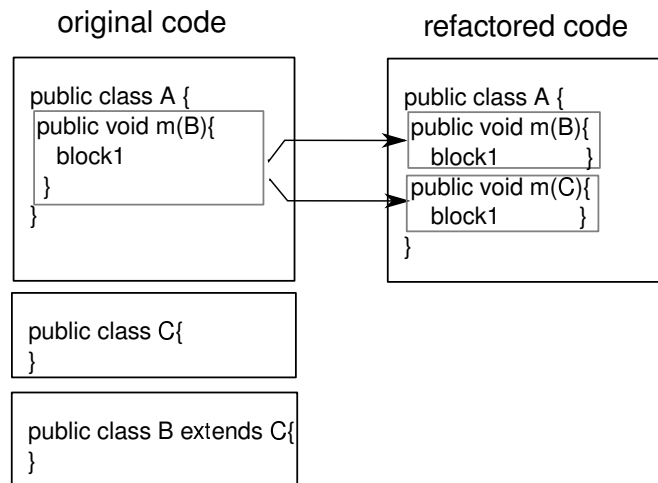 original code
public class A {
public void m(B){
block1
}
}
public class C{
}
public class B extends C{
}
refactored code
public class A {
public void m(B){
block1 }
public void m(C){
block1 }
}